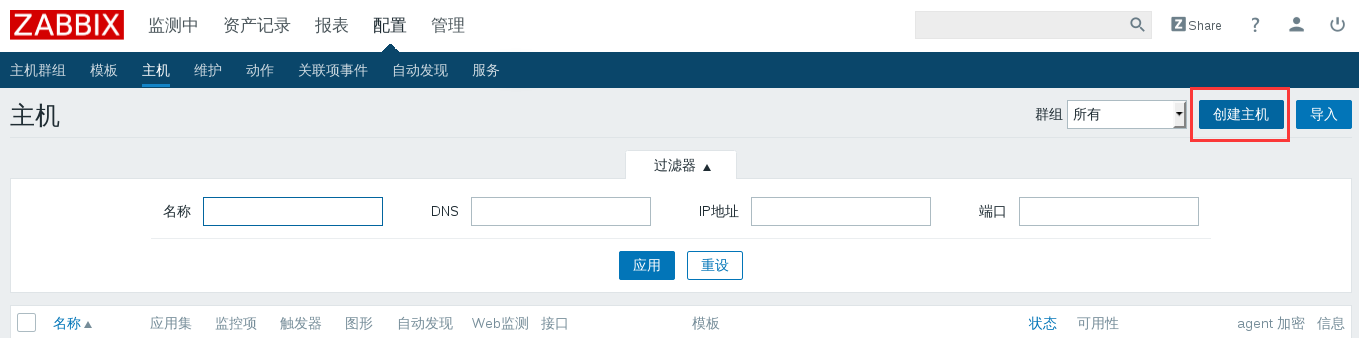 ZABBIX 监测中 资产记录 报表 配置 管理 Z Share ?
主机群组 模板 主机 维护 动作 关联项事件 自动发现 服务
主机 群组 所有 创建主机 导入
过滤器 ▲
名称 DNS IP地址 端口
应用 重设
名称 ▲ 应用集 监控项 触发器 图形 自动发现 Web监测 接口 模板 状态 可用性 agent 加密 信息